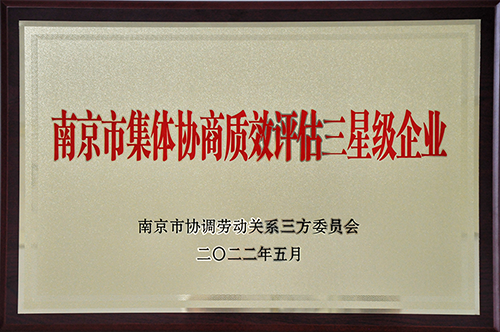 南京市集体协商质效评估三星级企业
南京市协调劳动关系三方委员会
二〇二二年五月